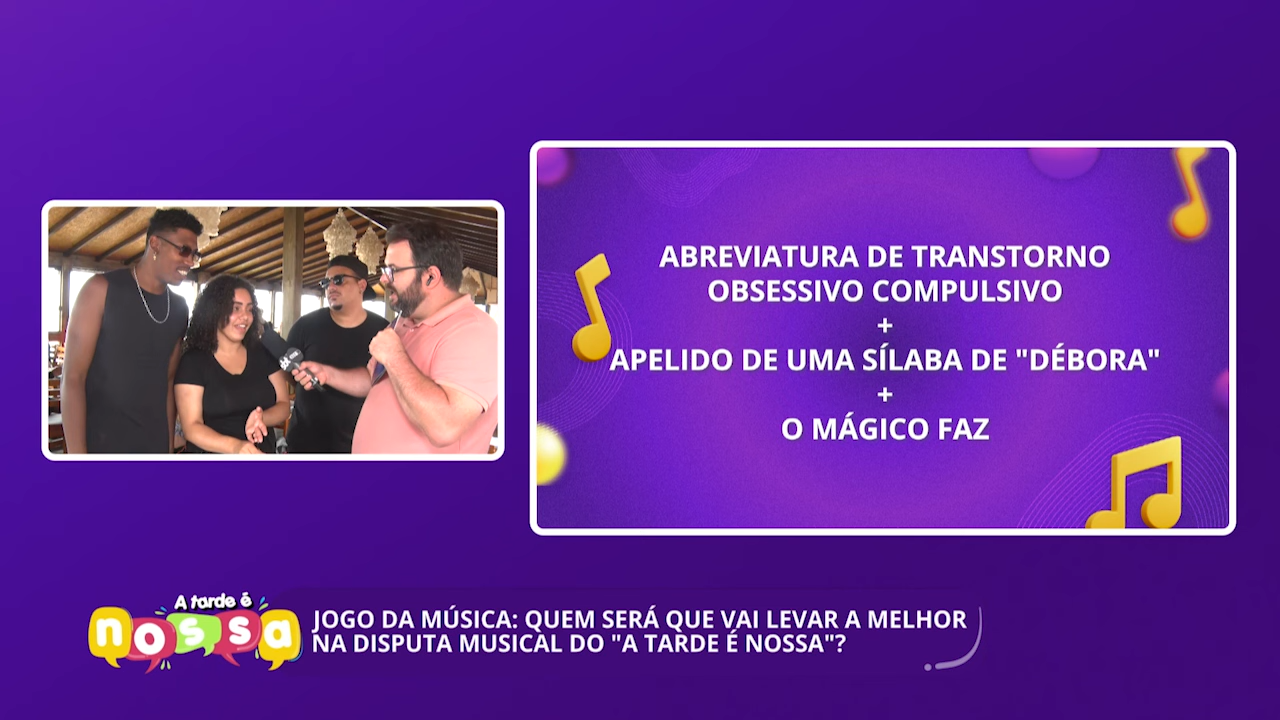 ABREVIATURA DE TRANSTORNO
OBSESSIVO COMPULSIVO
+
APELIDO DE UMA SÍLABA DE "DÉBORA"
+
O MÁGICO FAZ
A tarde é
nossa
JOGO DA MÚSICA: QUEM SERÁ QUE VAI LEVAR A MELHOR
NA DISPUTA MUSICAL DO "A TARDE É NOSSA"?